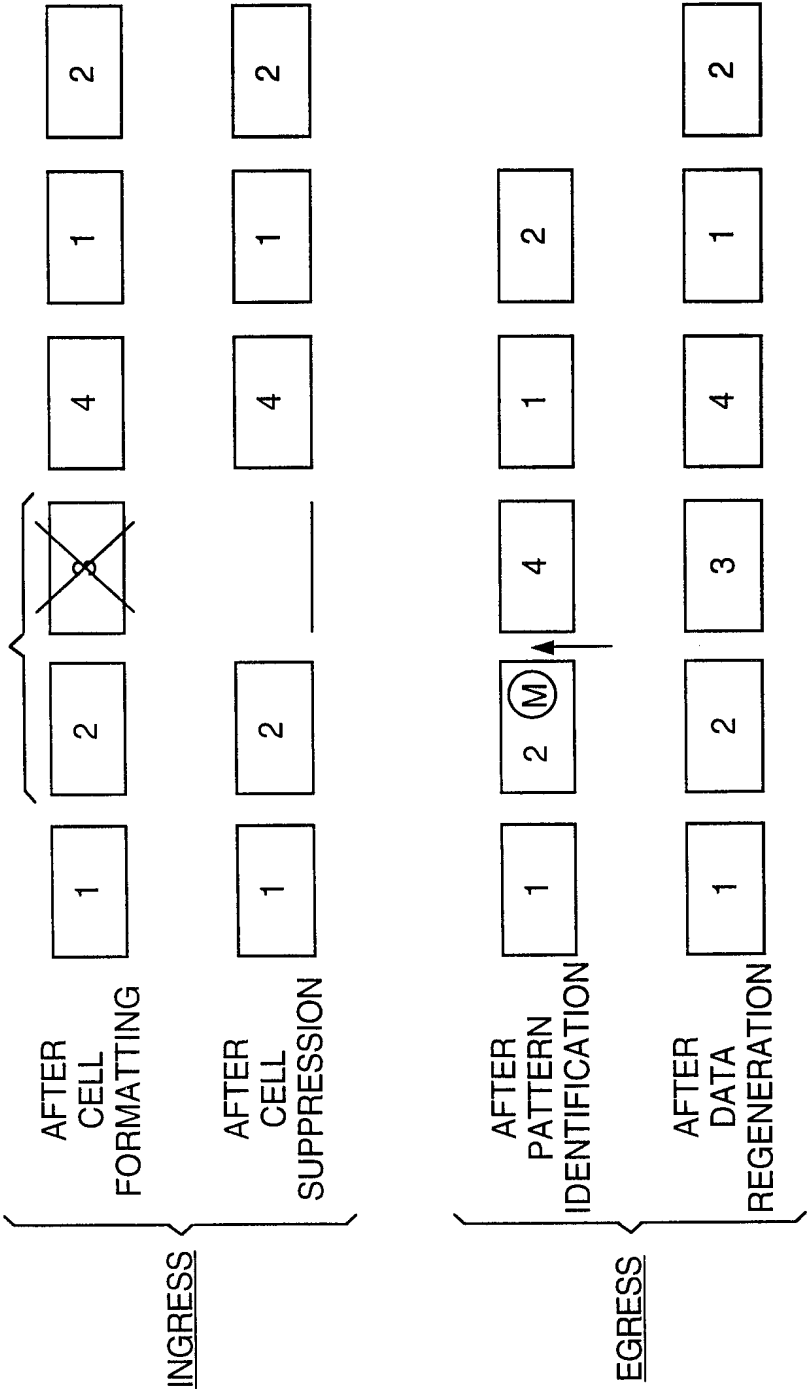 INGRESS
AFTER
CELL
FORMATTING
1 2 3 4 1 2
AFTER
CELL
SUPPRESSION
1 2 4 1 2
EGRESS
AFTER
PATTERN
IDENTIFICATION
1 2 M 4 1 2
AFTER
DATA
REGENERATION
1 2 3 4 1 2